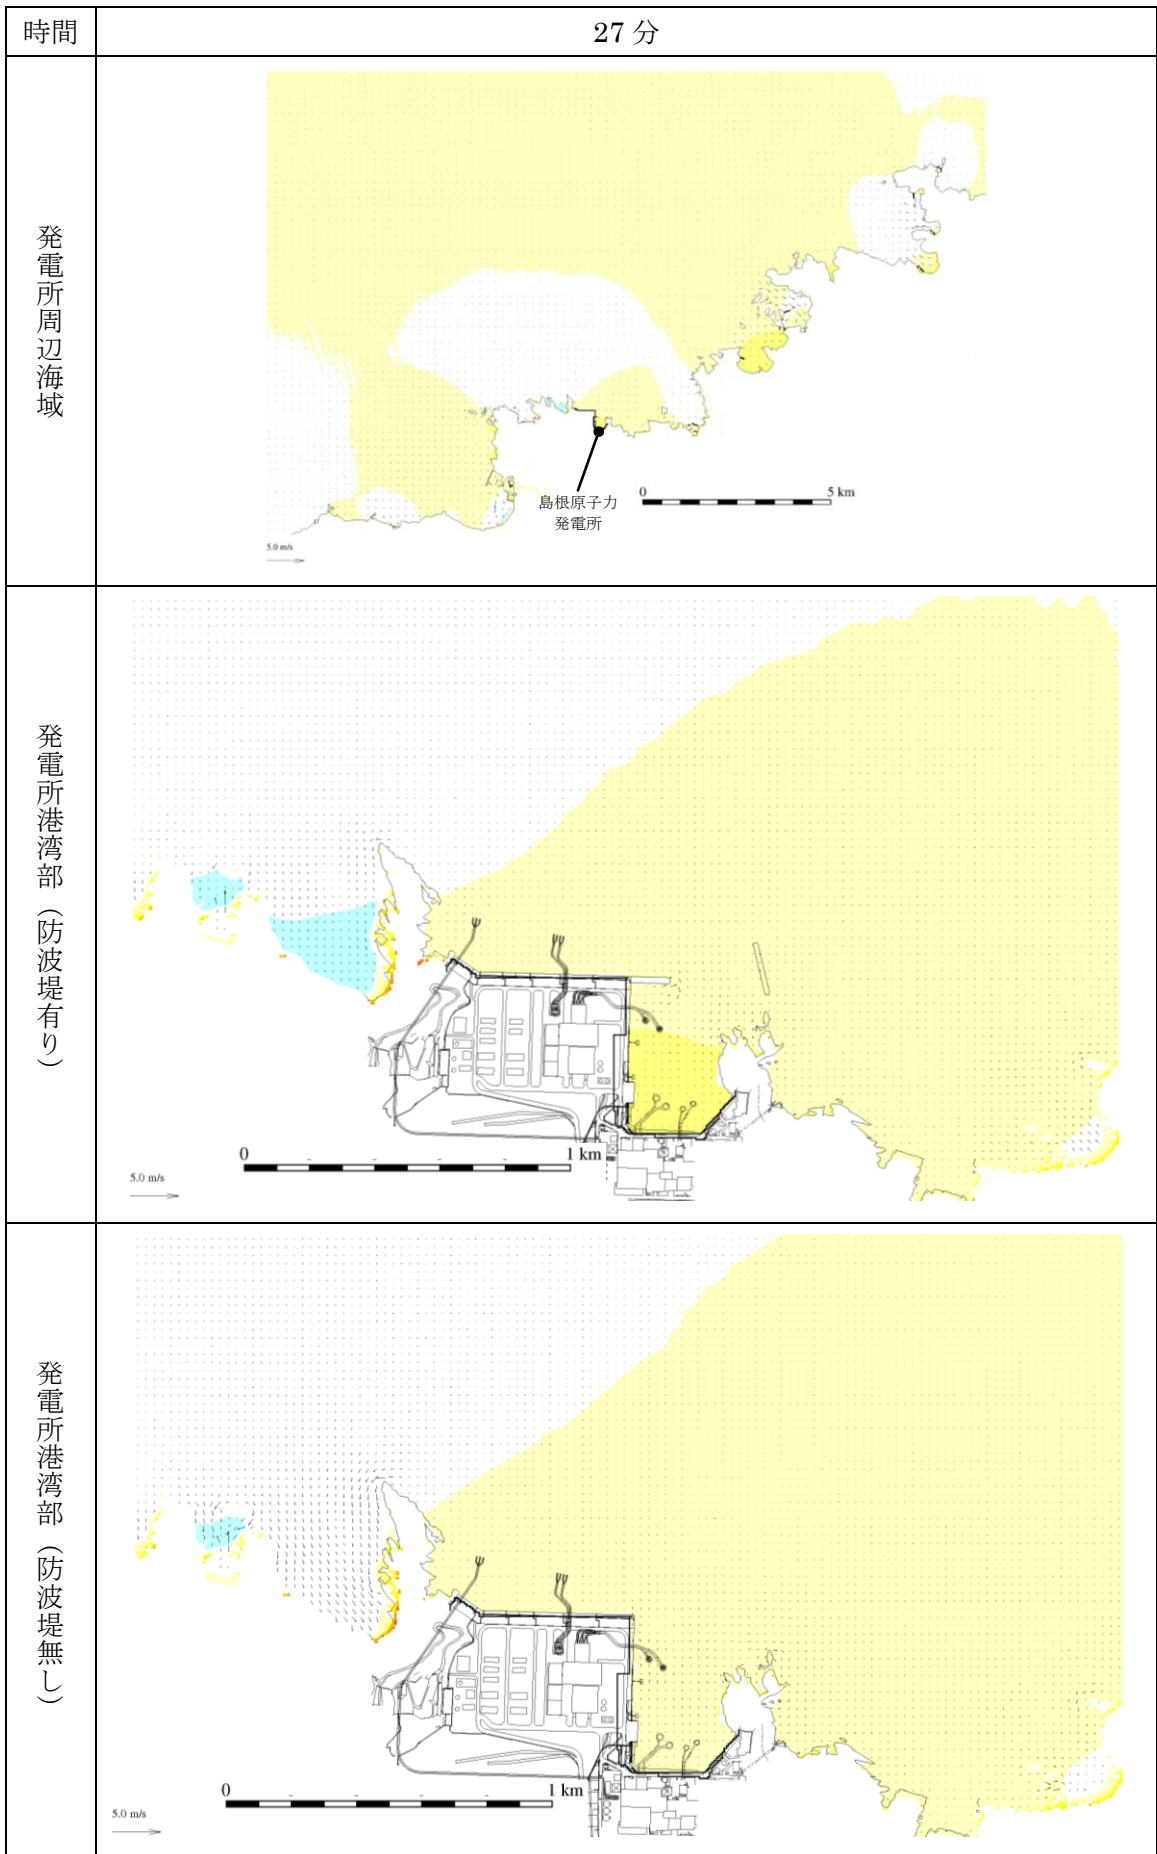 時間
27 分
発電所周辺海域
島根原子力
発電所
0
5 km
5.0 m/s
発電所港湾部（防波堤有り）
0
1 km
5.0 m/s
発電所港湾部（防波堤無し）
0
1 km
5.0 m/s